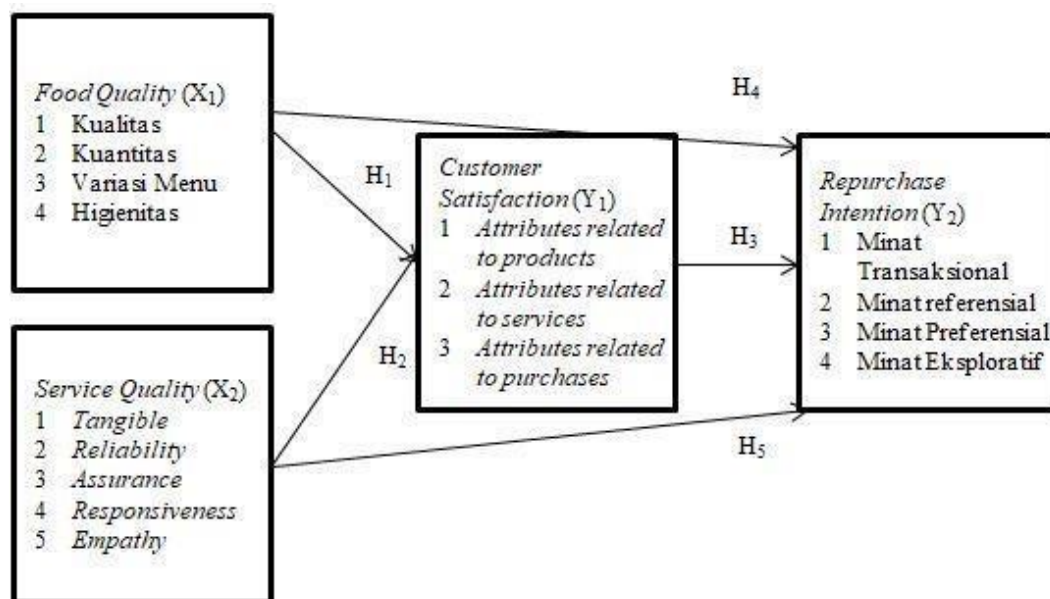 Food Quality (X₁)
1 Kualitas
2 Kuantitas
3 Variasi Menu
4 Higienitas
Service Quality (X₂)
1 Tangible
2 Reliability
3 Assurance
4 Responsiveness
5 Empathy
H₁
H₂
Customer
Satisfaction (Y₁)
1 Attributes related
to products
2 Attributes related
to services
3 Attributes related
to purchases
H₄
H₃
H₅
Repurchase
Intention (Y₂)
1 Minat
Transaksional
2 Minat referensial
3 Minat Preferensial
4 Minat Eksploratif